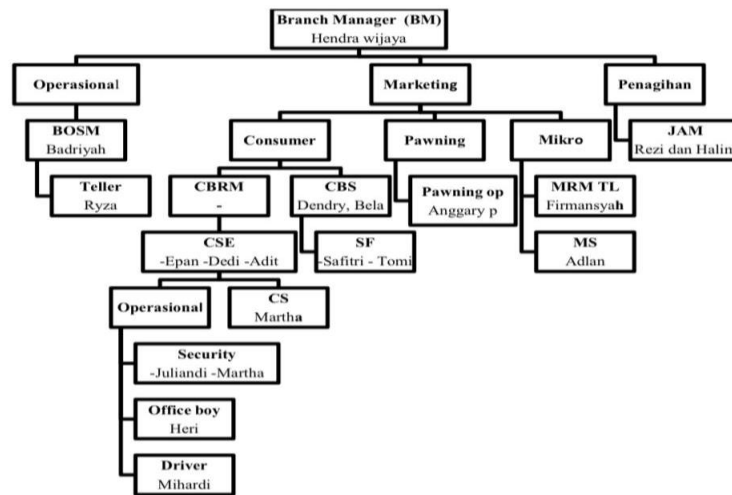 Branch Manager (BM)
Hendra wijaya
Operasional
Marketing
Penagihan
BOSM
Badriyah
Consumer
Pawning
Mikro
JAM
Rezi dan Halim
Teller
Ryza
CBRM
-
CBS
Dendry, Bela
Pawning op
Anggary p
MRM TL
Firmansyah
CSE
-Epan -Dedi -Adit
SF
-Safitri - Tomi
MS
Adlan
Operasional
CS
Martha
Security
-Juliandi -Martha
Office boy
Heri
Driver
Mihardi